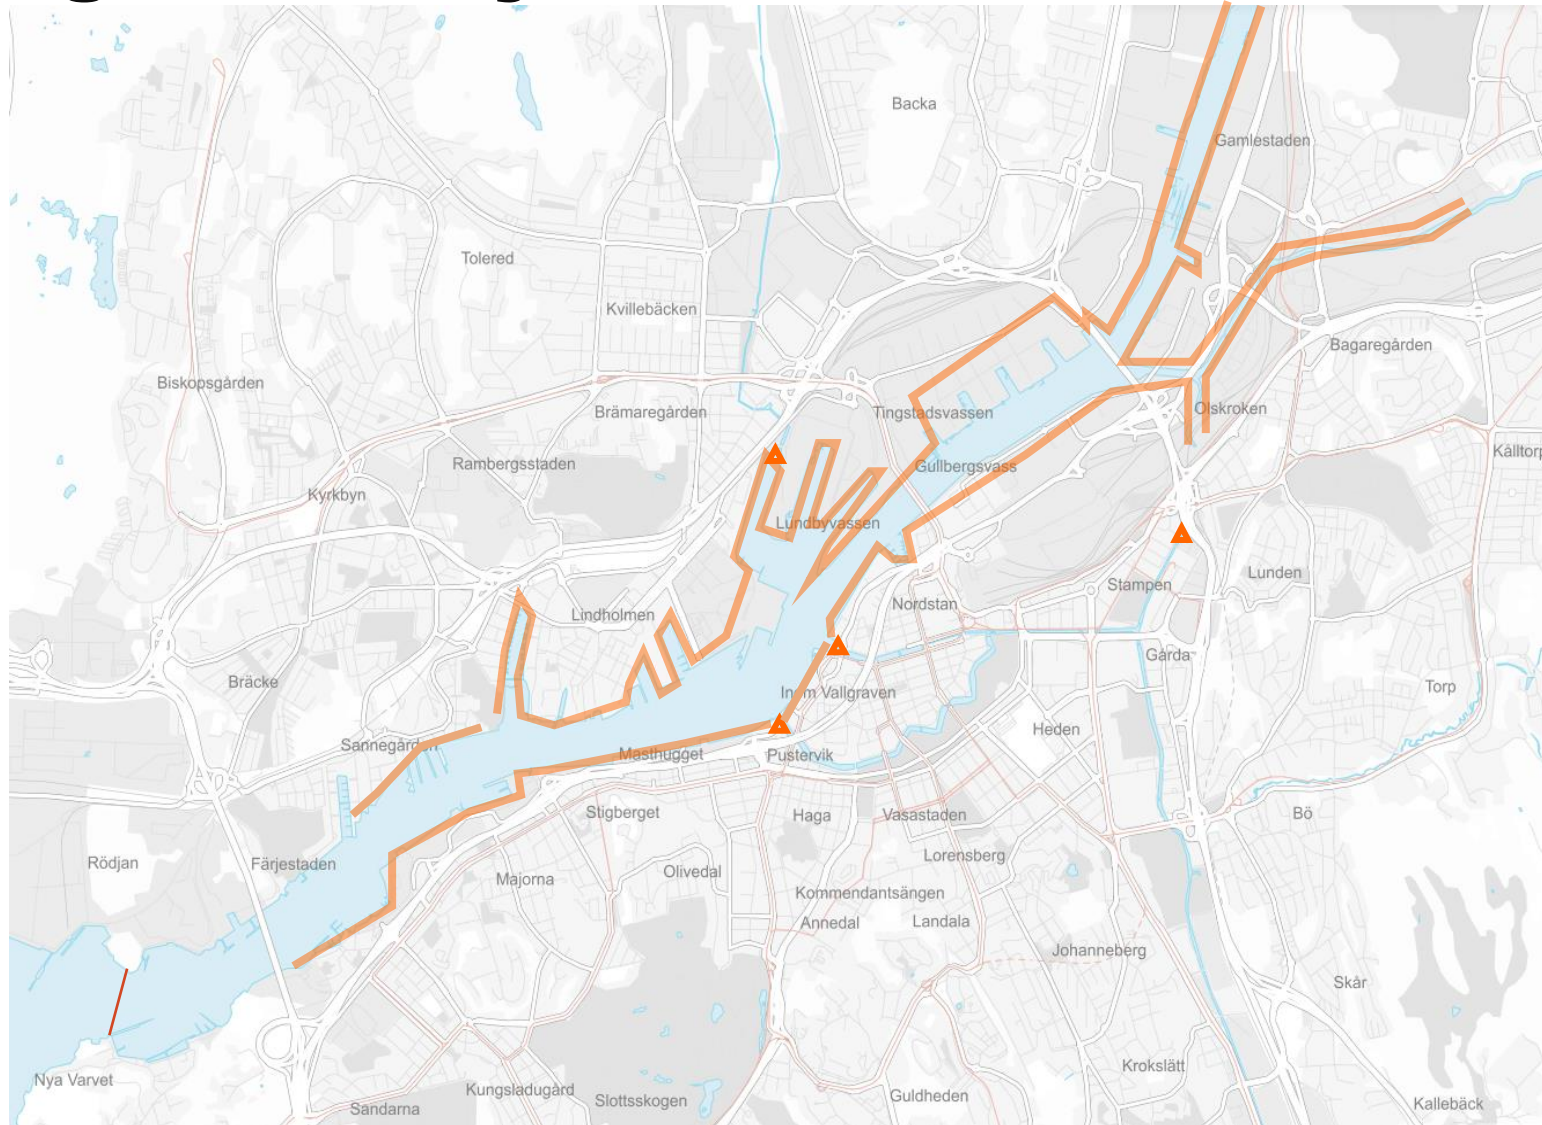 Backa
Gamlestaden
Tolered
Kvillebäcken
Bagaregården
Biskopsgården
Brämaregården
Tingstadsvassen
Olskroken
Kålltorp
Rambergsstaden
Gullbergsvass
Kyrkbyn
Lundbyvassen
Lunden
Stampen
Nordstan
Lindholmen
Gårda
Bräcke
Inom Vallgraven
Torp
Heden
Sannegården
Masthugget
Pustervik
Stigberget
Haga
Vasastaden
Bö
Rödjan
Färjestaden
Lorensberg
Olivedal
Majorna
Kommendantsängen
Annedal
Landala
Johanneberg
Skår
Krokslätt
Nya Varvet
Kungsladugård
Slottsskogen
Guldheden
Sandarna
Kallebäck